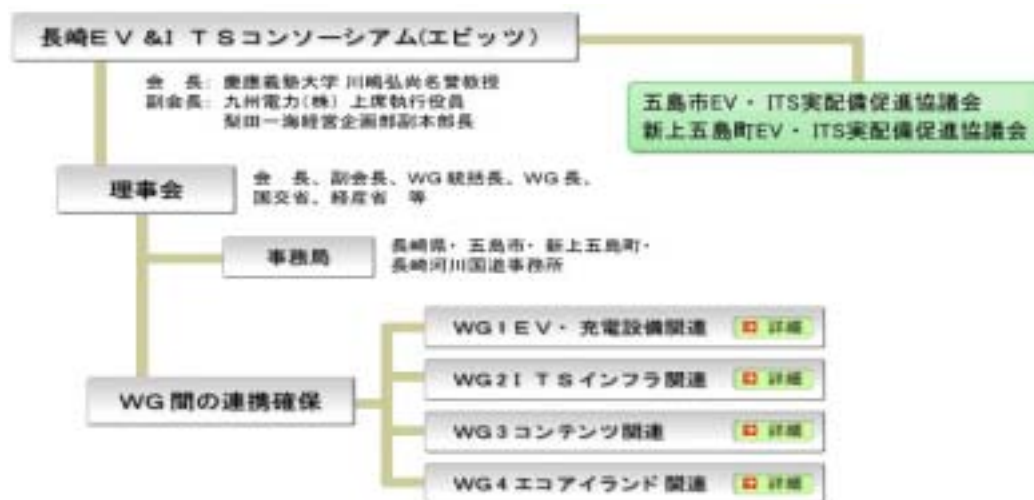 長崎EV&ITSコンソーシアム(エビッツ)
会 長: 慶應義塾大学 川嶋弘尚名誉教授
副会長: 九州電力(株) 上席執行役員
梨田一海経営企画部副本部長
五島市EV・ITS実配備促進協議会
新上五島町EV・ITS実配備促進協議会
理事会
会 長、副会長、WG統括長、WG長、
国交省、経産省 等
事務局
長崎県・五島市・新上五島町・
長崎河川国道事務所
WG間の連携確保
WG1EV・充電設備関連 詳細
WG2ITSインフラ関連 詳細
WG3コンテンツ関連 詳細
WG4エコアイランド関連 詳細